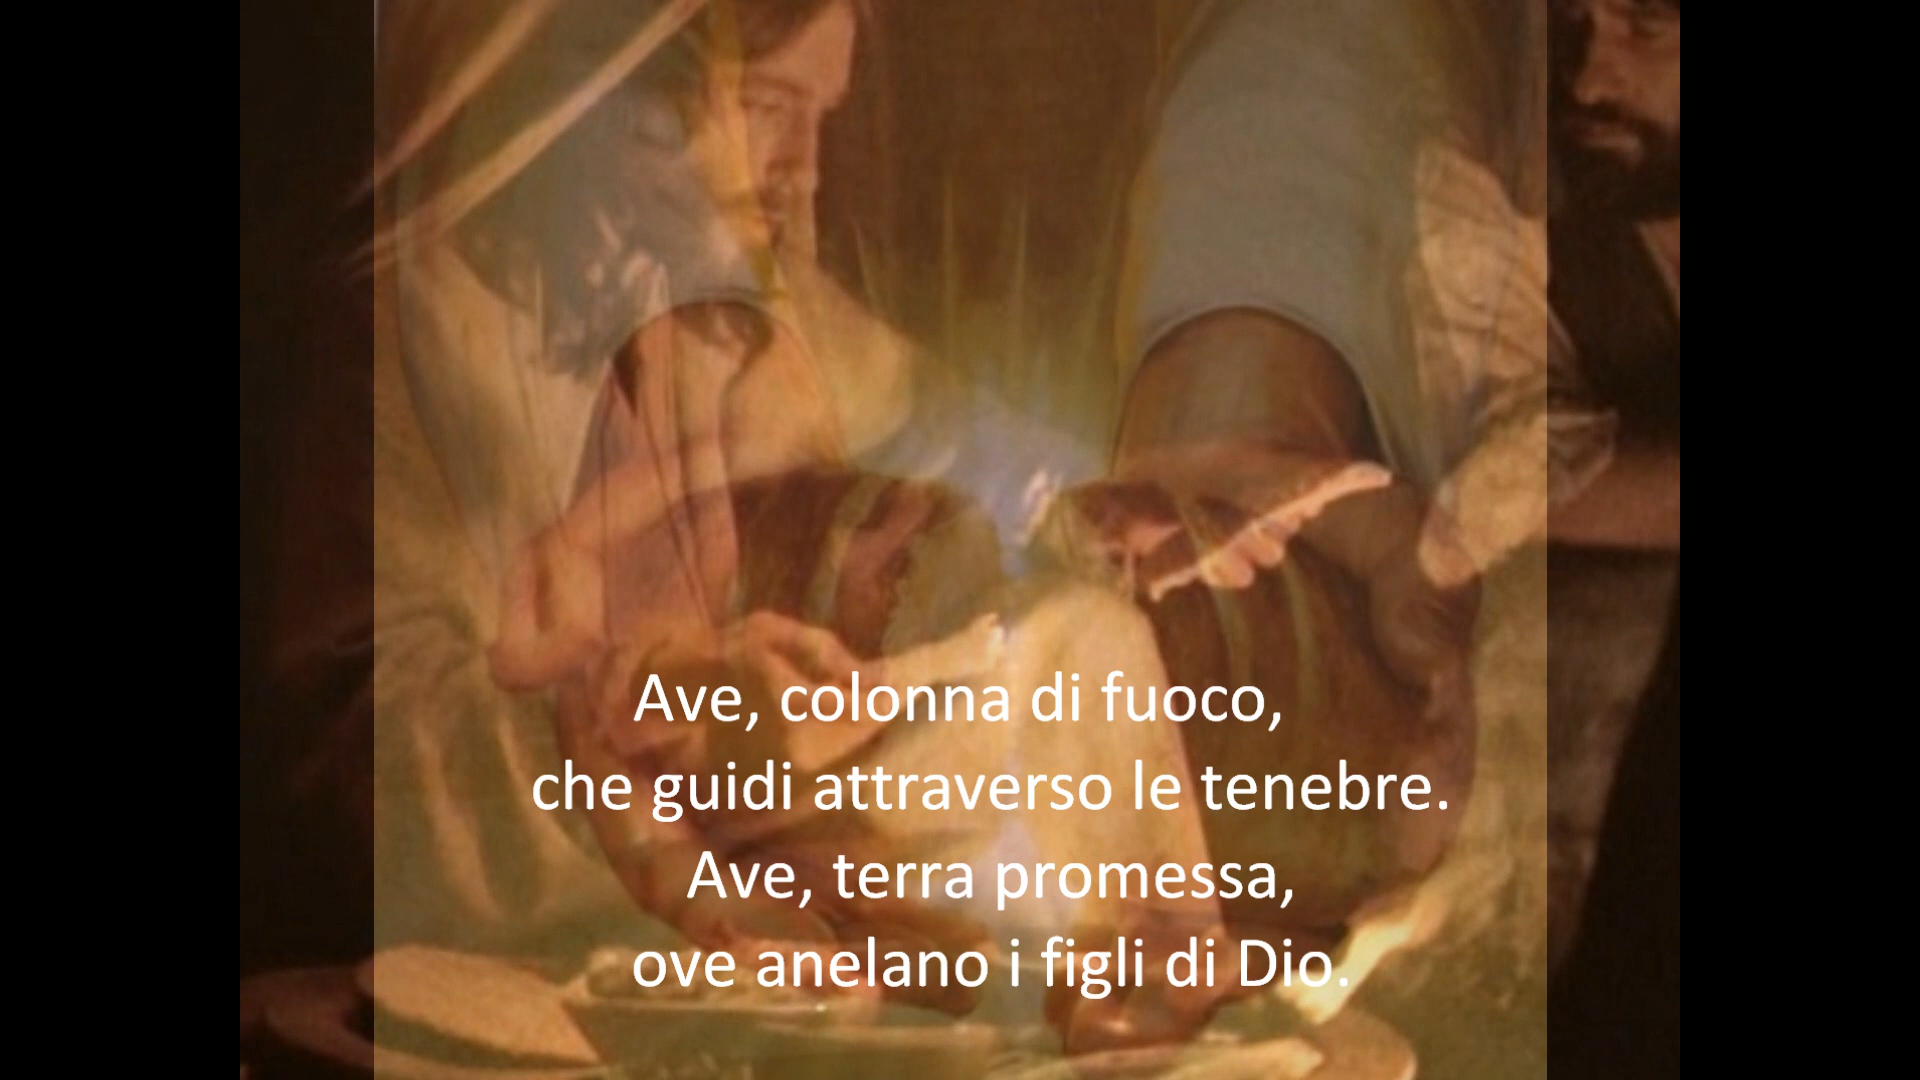 Ave, colonna di fuoco,
che guidi attraverso le tenebre.
Ave, terra promessa,
ove anelano i figli di Dio.